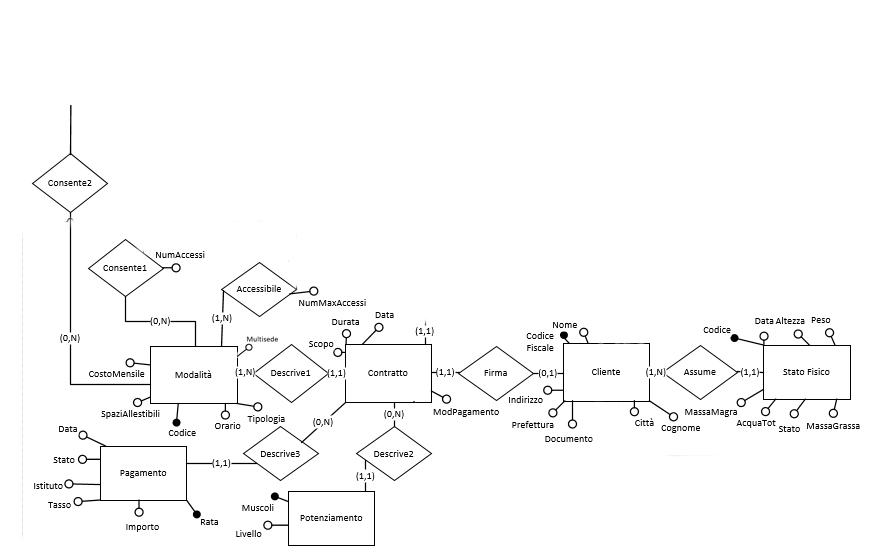 Consente2
NumAccessi
Consente1
Accessibile
NumMaxAccessi
(0,N)
(1,N)
Data
Durata
(1,1)
Scopo
Multisede
(0,N)
CostoMensile
Modalità
(1,N)
Descrive1
(1,1)
Contratto
(1,1)
Firma
(0,1)
Nome
Codice
Fiscale
Cliente
(1,N)
Assume
(1,1)
Codice
Data
Altezza
Peso
Stato Fisico
SpaziAllestibili
Codice
Orario
Tipologia
(0,N)
(0,N)
ModPagamento
Indirizzo
Prefettura
Documento
Città
Cognome
MassaMagra
AcquaTot
Stato
MassaGrassa
Data
Stato
Istituto
Tasso
Pagamento
Importo
Rata
(1,1)
Descrive3
Descrive2
(1,1)
Muscoli
Livello
Potenziamento